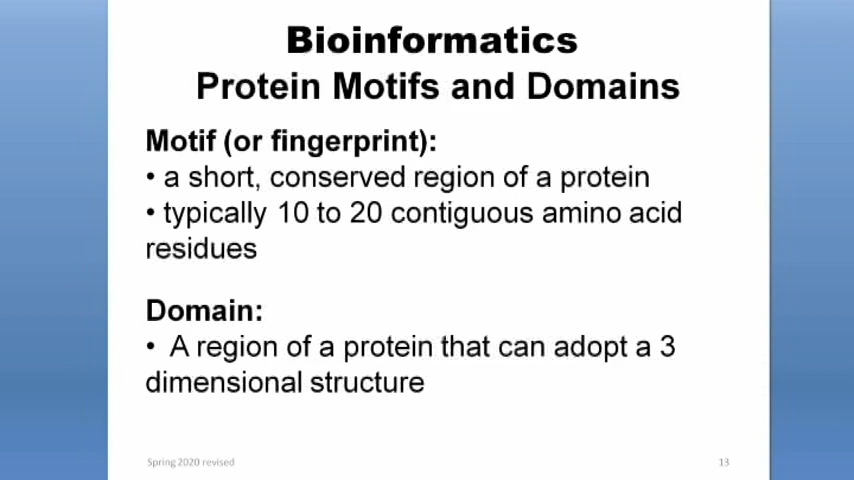 Bioinformatics
Protein Motifs and Domains
Motif (or fingerprint):
• a short, conserved region of a protein
• typically 10 to 20 contiguous amino acid
residues
Domain:
• A region of a protein that can adopt a 3
dimensional structure
Spring 2020 revised
13